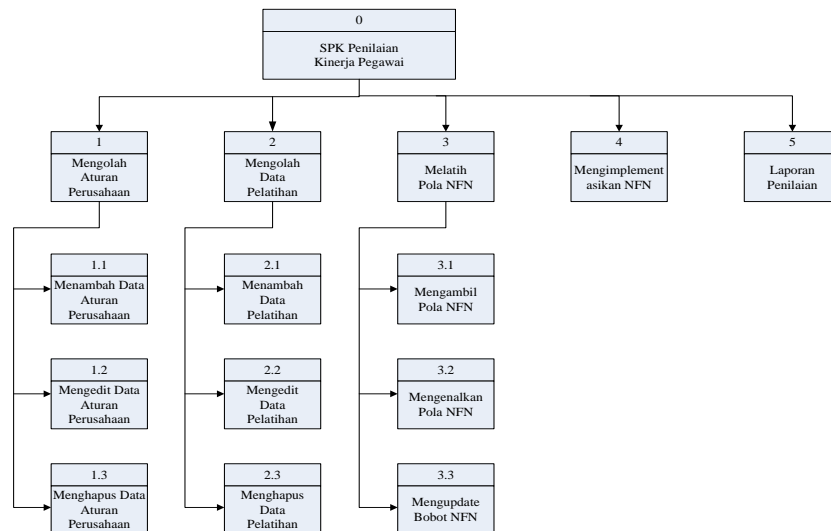 0
SPK Penilaian
Kinerja Pegawai
1
Mengolah
Aturan
Perusahaan
2
Mengolah
Data
Pelatihan
3
Melatih
Pola NFN
4
Mengimplement
asikan NFN
5
Laporan
Penilaian
1.1
Menambah Data
Aturan
Perusahaan
2.1
Menambah
Data
Pelatihan
3.1
Mengambil
Pola NFN
1.2
Mengedit Data
Aturan
Perusahaan
2.2
Mengedit
Data
Pelatihan
3.2
Mengenalkan
Pola NFN
1.3
Menghapus Data
Aturan
Perusahaan
2.3
Menghapus
Data
Pelatihan
3.3
Mengupdate
Bobot NFN